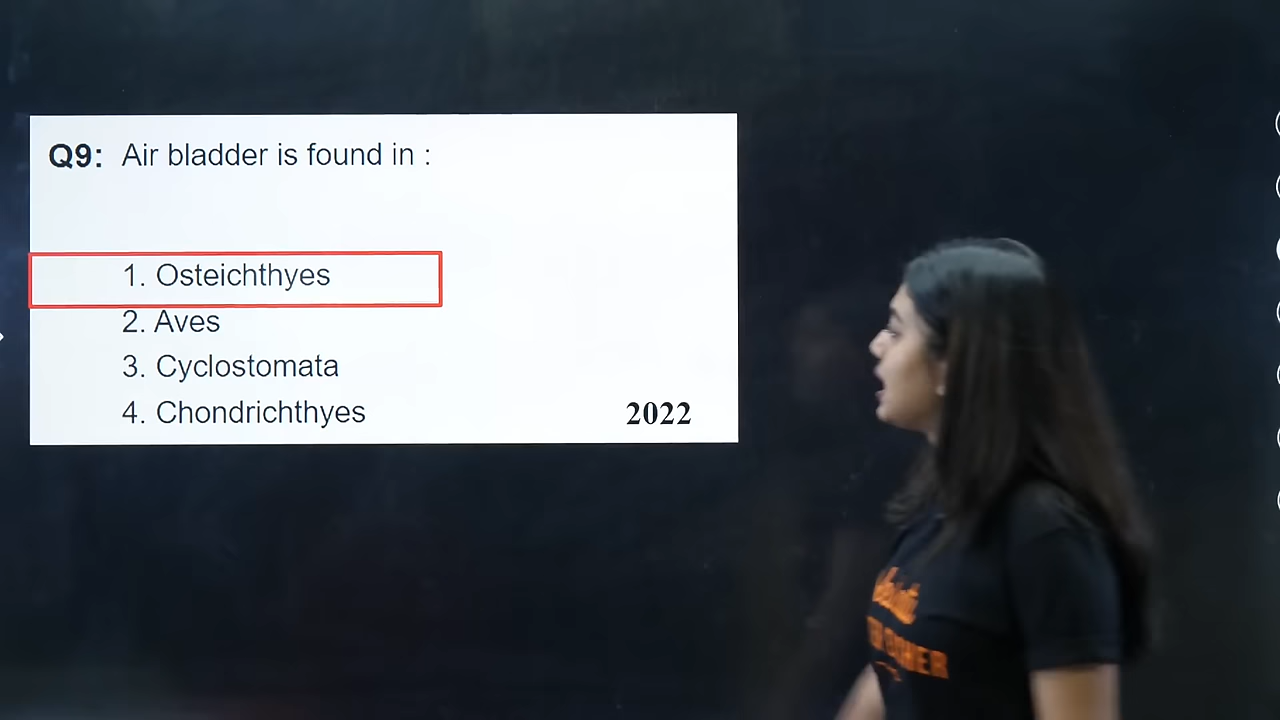 Q9: Air bladder is found in :
1. Osteichthyes
2. Aves
3. Cyclostomata
4. Chondrichthyes
2022